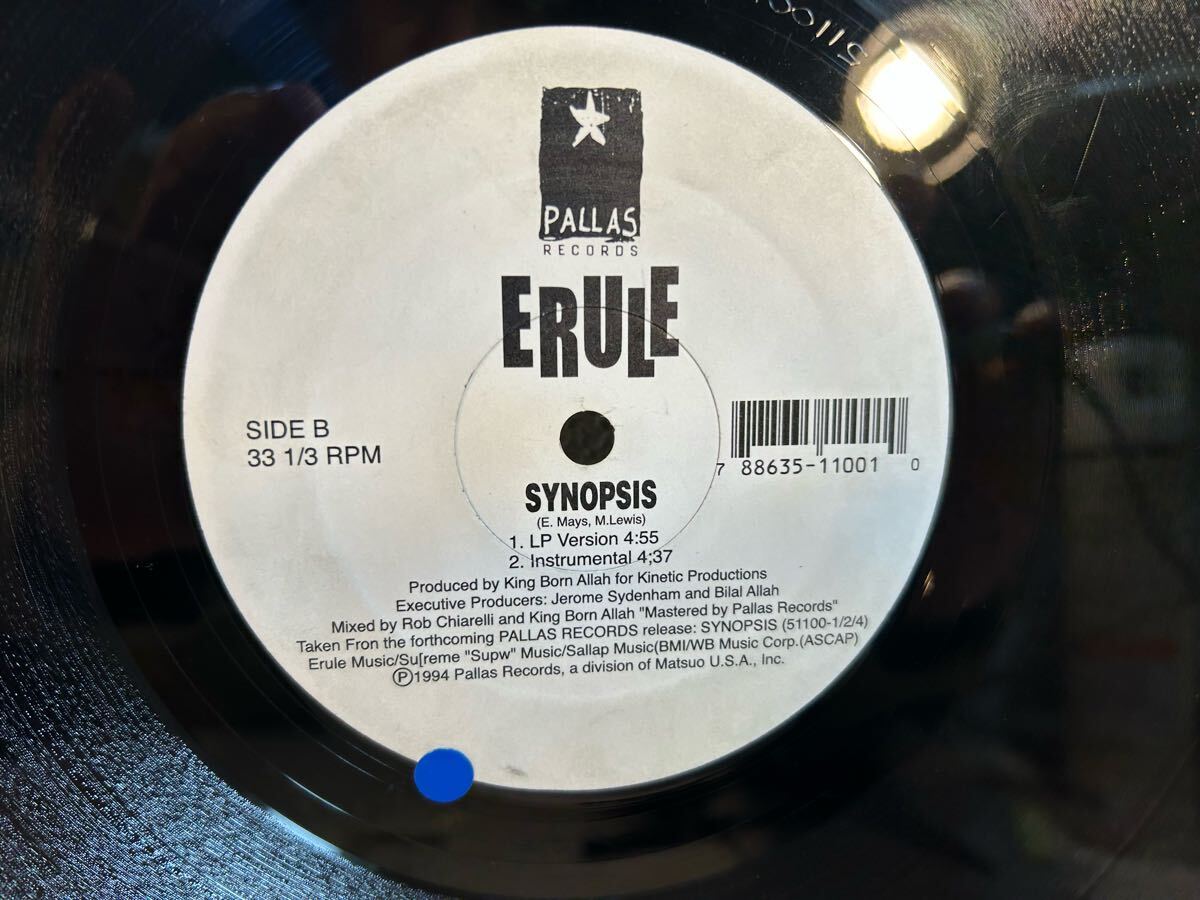 51100
PALLAS
RECORDS
ERULE
SIDE B
33 1/3 RPM
7 88635-11001 0
SYNOPSIS
(E. Mays, M.Lewis)
1. LP Version 4:55
2. Instrumental 4;37
Produced by King Born Allah for Kinetic Productions
Executive Producers: Jerome Sydenham and Bilal Allah
Mixed by Rob Chiarelli and King Born Allah "Mastered by Pallas Records"
Taken Fron the forthcoming PALLAS RECORDS release: SYNOPSIS (51100-1/2/4)
Erule Music/Su[reme "Supw" Music/Sallap Music(BMI/WB Music Corp.(ASCAP)
Ⓟ1994 Pallas Records, a division of Matsuo U.S.A., Inc.